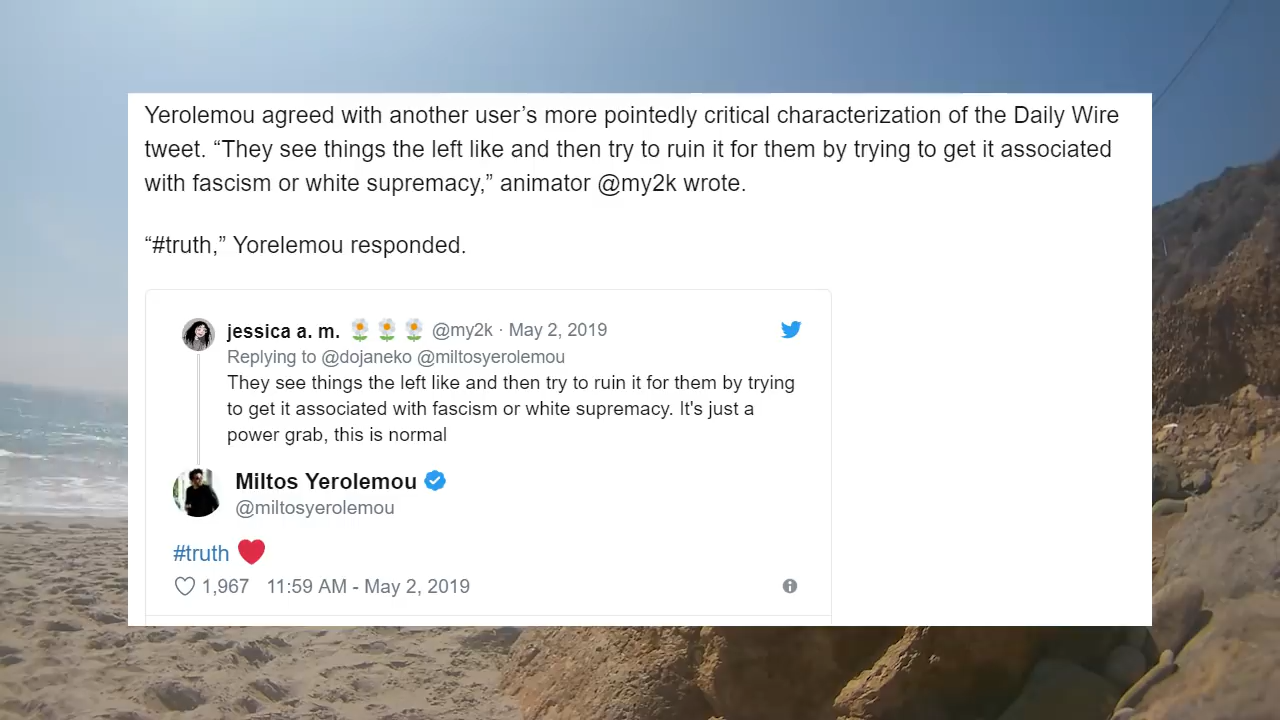 Yerolemou agreed with another user’s more pointedly critical characterization of the Daily Wire
tweet. “They see things the left like and then try to ruin it for them by trying to get it associated
with fascism or white supremacy,” animator @my2k wrote.
“#truth,” Yorelemou responded.
jessica a. m. 🌼🌼🌼 @my2k · May 2, 2019
Replying to @dojaneko @miltosyerolemou
They see things the left like and then try to ruin it for them by trying
to get it associated with fascism or white supremacy. It's just a
power grab, this is normal
Miltos Yerolemou
@miltosyerolemou
#truth ❤️
1,967 11:59 AM - May 2, 2019